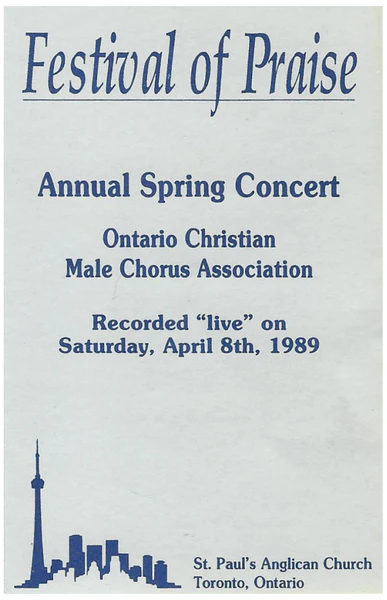 Festival of Praise
Annual Spring Concert
Ontario Christian
Male Chorus Association
Recorded “live” on
Saturday, April 8th, 1989
St. Paul's Anglican Church
Toronto, Ontario